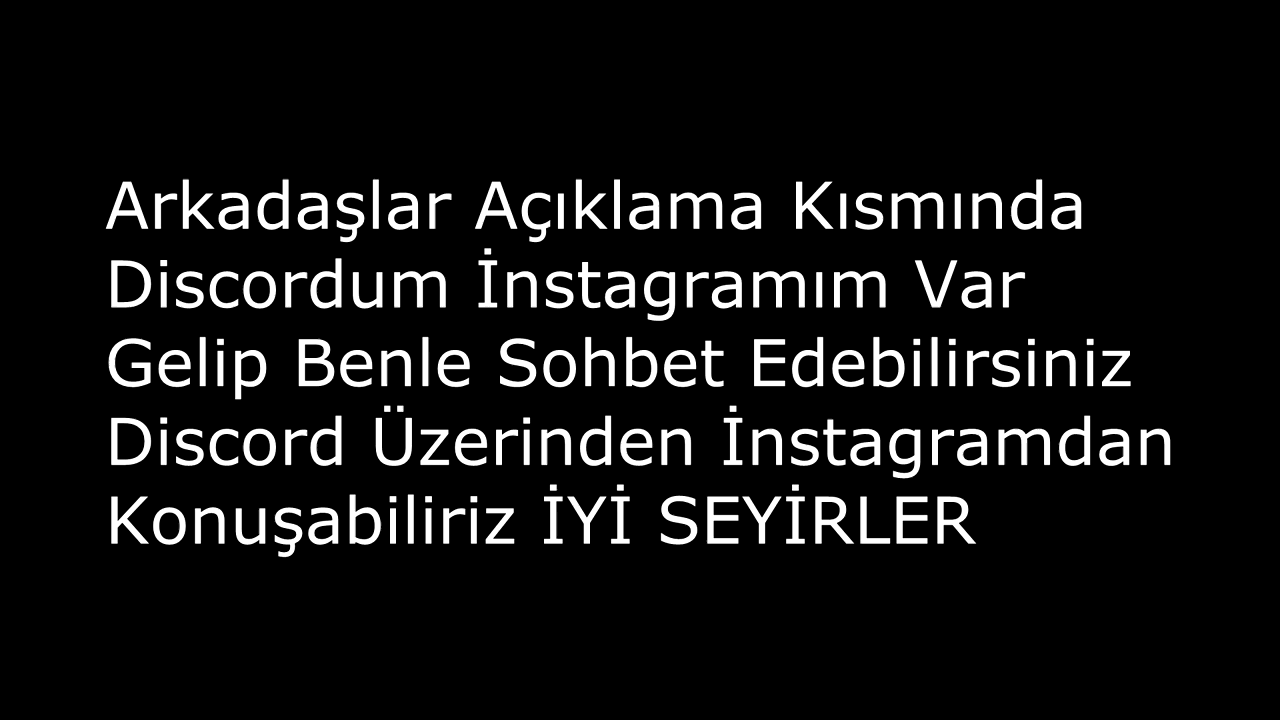 Arkadaşlar Açıklama Kısmında
Discordum İnstagramım Var
Gelip Benle Sohbet Edebilirsiniz
Discord Üzerinden İnstagramdan
Konuşabiliriz İYİ SEYİRLER